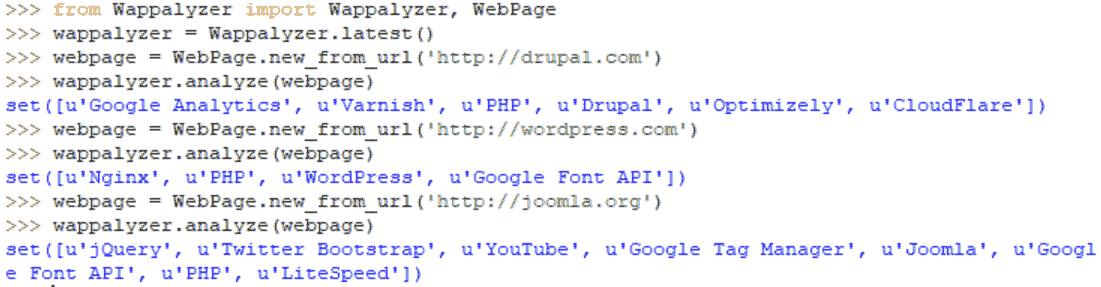 >>> from Wappalyzer import Wappalyzer, WebPage
>>> wappalyzer = Wappalyzer.latest()
>>> webpage = WebPage.new_from_url('http://drupal.com')
>>> wappalyzer.analyze(webpage)
set([u'Google Analytics', u'Varnish', u'PHP', u'Drupal', u'Optimizely', u'CloudFlare'])
>>> webpage = WebPage.new_from_url('http://wordpress.com')
>>> wappalyzer.analyze(webpage)
set([u'Nginx', u'PHP', u'WordPress', u'Google Font API'])
>>> webpage = WebPage.new_from_url('http://joomla.org')
>>> wappalyzer.analyze(webpage)
set([u'jQuery', u'Twitter Bootstrap', u'YouTube', u'Google Tag Manager', u'Joomla', u'Googl
e Font API', u'PHP', u'LiteSpeed'])